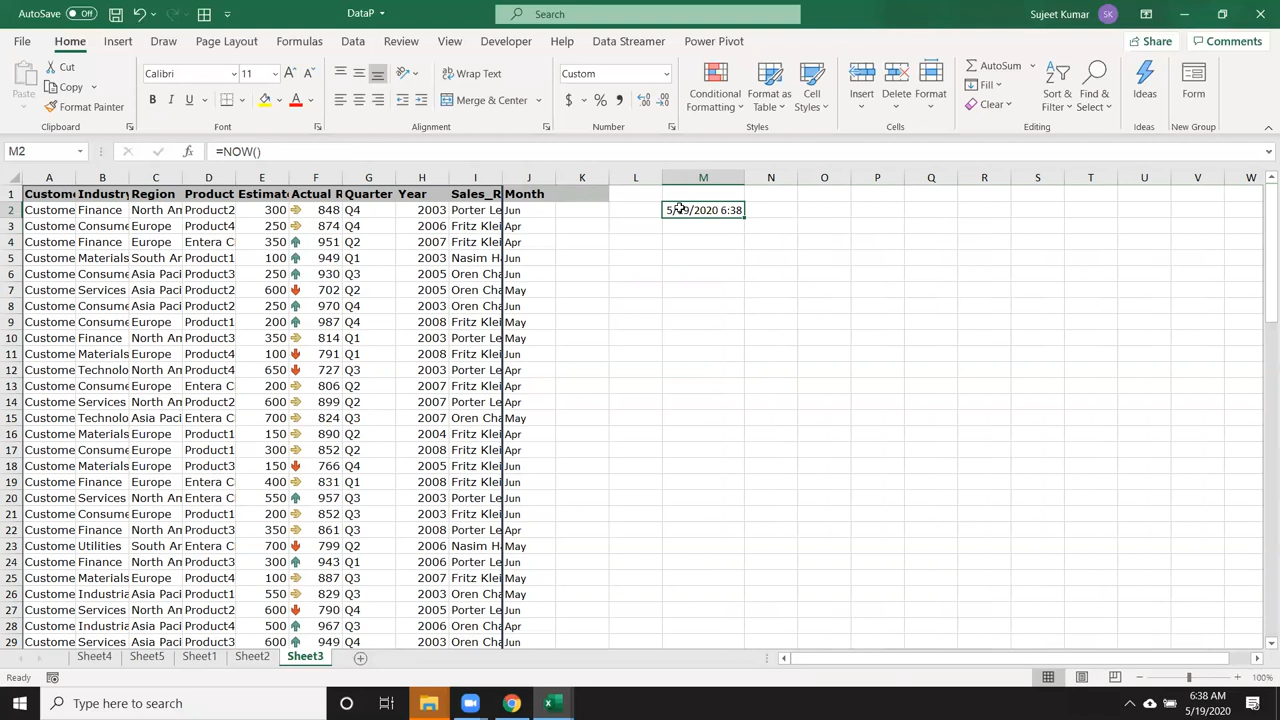 AutoSave Off DataP Search Sujeet Kumar SK
File Home Insert Draw Page Layout Formulas Data Review View Developer Help Data Streamer Power Pivot Share Comments
Paste Cut Copy Format Painter Calibri 11 Wrap Text Merge & Center Custom Conditional Formatting Format as Table Cell Styles Insert Delete Format AutoSum Fill Clear Sort & Filter Find & Select Ideas Form
Clipboard Font Alignment Number Styles Cells Editing Ideas New Group
M2 =NOW()
A B C D E F G H I J K L M N O P Q R S T U V W
1 Custome Industry Region Product Estimat Actual R Quarter Year Sales_R Month
2 Custome Finance North An Product2 300 848 Q4 2003 Porter Le Jun 5/19/2020 6:38
3 Custome Consume Europe Product4 250 874 Q4 2006 Fritz Klei Apr
4 Custome Finance Europe Entera C 350 951 Q2 2007 Fritz Klei Jun
5 Custome Materials South An Product1 100 949 Q1 2003 Nasim H Jun
6 Custome Consume Asia Paci Product3 250 930 Q3 2005 Oren Cha Jun
7 Custome Services Asia Paci Product2 600 702 Q2 2005 Oren Cha May
8 Custome Consume Asia Paci Product2 250 970 Q4 2003 Oren Cha Jun
9 Custome Consume Europe Product1 200 987 Q4 2008 Fritz Klei May
10 Custome Finance North An Product3 350 814 Q1 2003 Porter Le May
11 Custome Materials Europe Product4 100 791 Q1 2008 Fritz Klei Jun
12 Custome Technolo North An Product4 650 727 Q3 2003 Porter Le Apr
13 Custome Consume Europe Entera C 200 806 Q2 2007 Fritz Klei Apr
14 Custome Services North An Product2 600 899 Q2 2007 Porter Le Apr
15 Custome Technolo Asia Paci Entera C 700 824 Q3 2007 Oren Cha May
16 Custome Materials Europe Product1 150 890 Q2 2004 Fritz Klei Apr
17 Custome Consume Europe Product1 300 852 Q2 2008 Fritz Klei Apr
18 Custome Materials Europe Product3 150 766 Q4 2005 Fritz Klei Jun
19 Custome Consume Europe Entera C 400 831 Q1 2008 Fritz Klei Jun
20 Custome Services North An Entera C 550 957 Q3 2003 Porter Le Jun
21 Custome Consume Europe Product1 200 852 Q3 2003 Fritz Klei Jun
22 Custome Finance North An Product3 350 861 Q3 2008 Porter Le Apr
23 Custome Utilities South An Entera C 700 799 Q2 2006 Nasim H May
24 Custome Finance North An Product3 300 943 Q1 2006 Porter Le Jun
25 Custome Materials Europe Product4 100 887 Q3 2007 Fritz Klei May
26 Custome Industria North An Product1 550 829 Q3 2003 Oren Cha May
27 Custome Services North An Product2 600 790 Q4 2005 Porter Le Jun
28 Custome Industria Asia Paci Product4 500 967 Q3 2006 Oren Cha Apr
29 Custome Services Asia Paci Product3 600 949 Q4 2003 Oren Cha Jun
Sheet4 Sheet5 Sheet1 Sheet2 Sheet3
Ready 100%
Type here to search 6:38 AM
5/19/2020